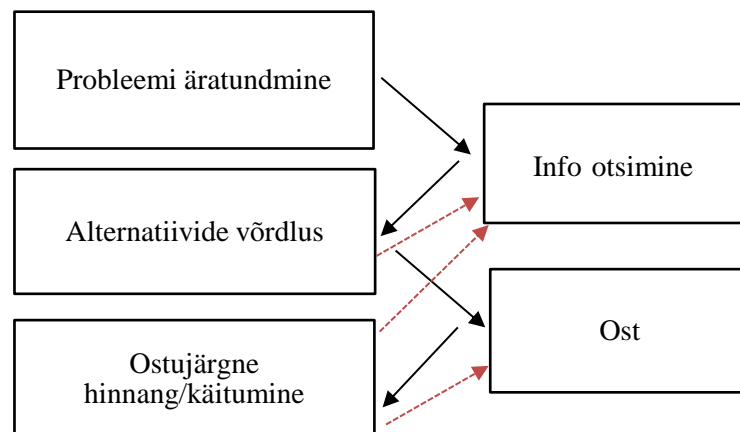 Probleemi äratundmine
Info otsimine
Alternatiivide võrdlus
Ost
Ostujärgne
hinnang/käitumine